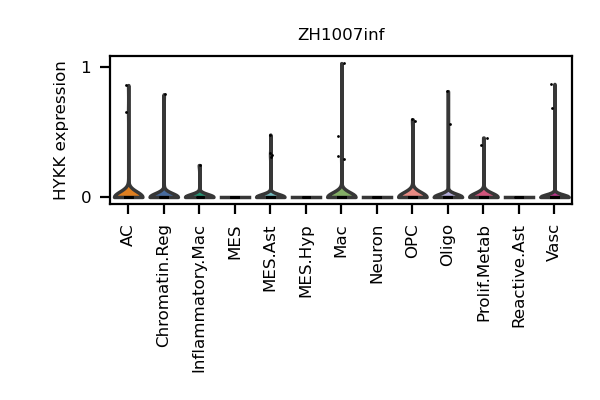 ZH1007inf
HYKK expression
1
0
AC
Chromatin.Reg
Inflammatory.Mac
MES
MES.Ast
MES.Hyp
Mac
Neuron
OPC
Oligo
Prolif.Metab
Reactive.Ast
Vasc